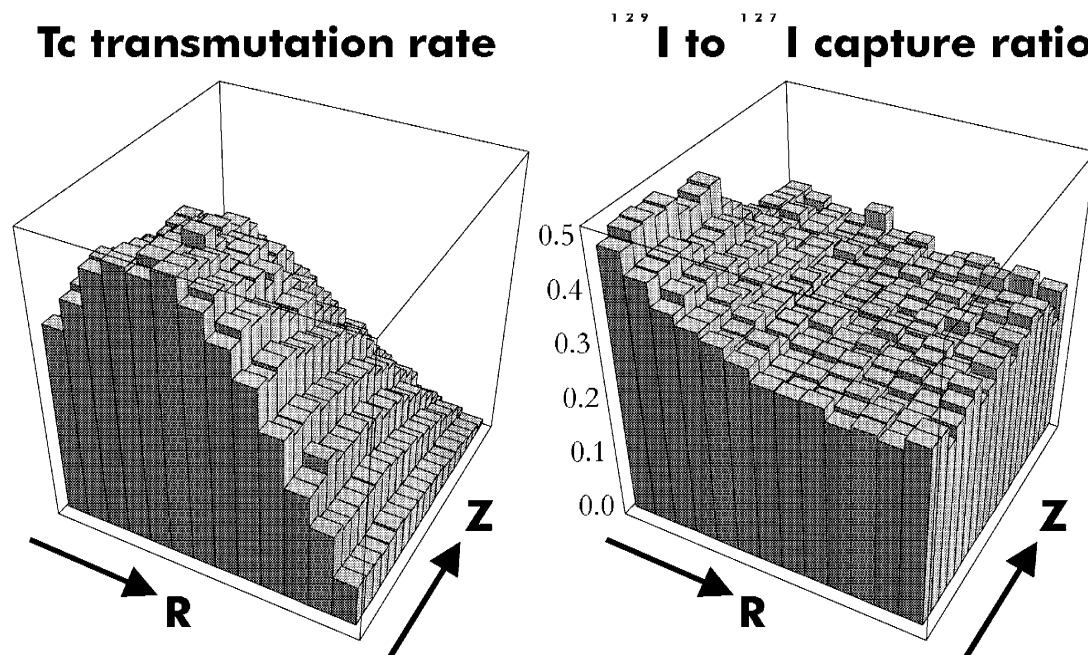 Tc transmutation rate
¹²⁹I to ¹²⁷I capture ratio
0.5
0.4
0.3
0.2
0.1
0.0
Z
R
Z
R